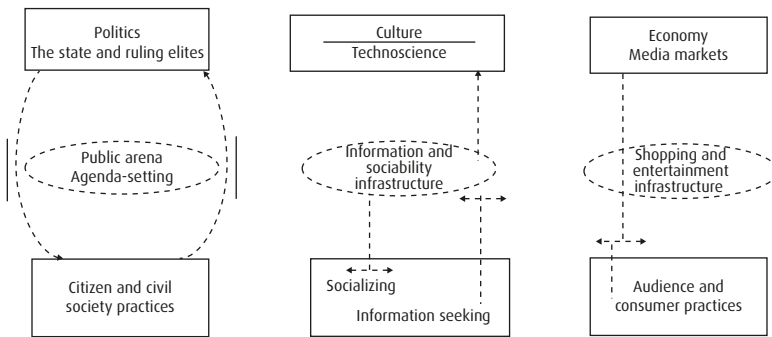 Politics
The state and ruling elites
Culture
Technoscience
Economy
Media markets
Public arena
Agenda-setting
Information and
sociability
infrastructure
Shopping and
entertainment
infrastructure
Citizen and civil
society practices
Socializing
Information seeking
Audience and
consumer practices